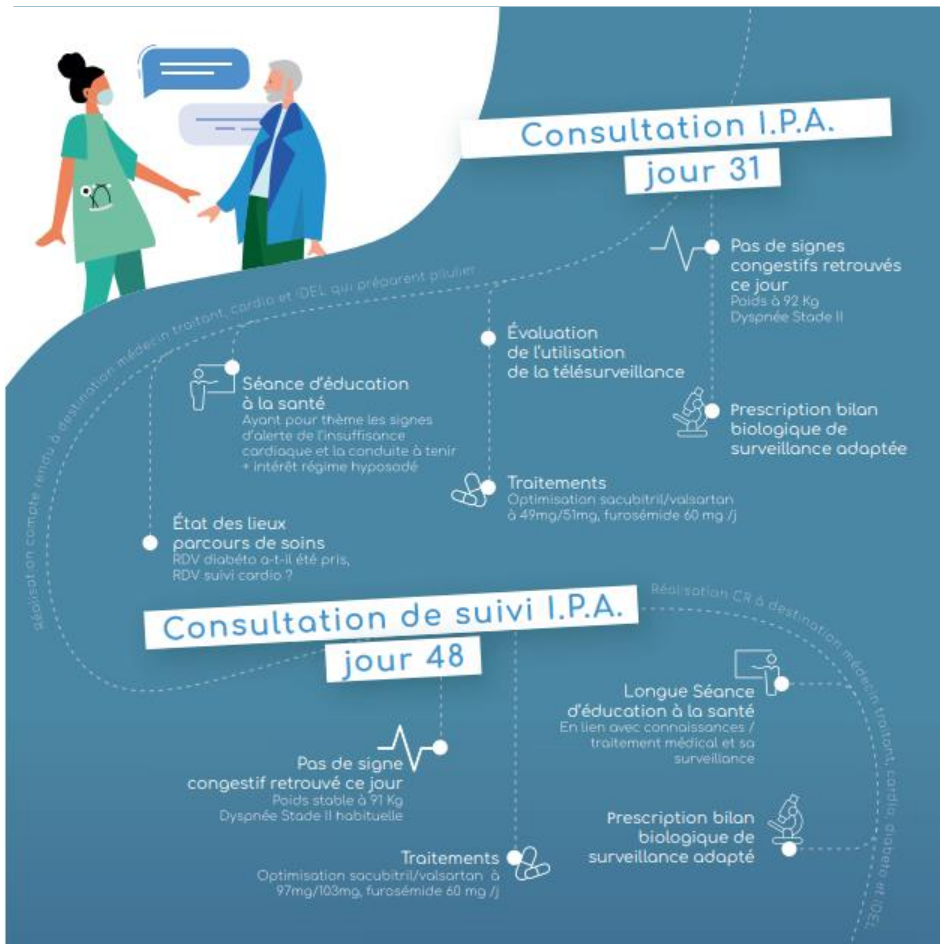 Consultation I.P.A.
jour 31
Pas de signes
congestifs retrouvés
ce jour
Poids à 92 Kg
Dyspnée Stade II
Prescription bilan
biologique de
surveillance adaptée
Évaluation
de l'utilisation
de la télésurveillance
Traitements
Optimisation sacubitril/valsartan
à 49mg/51mg, furosémide 60 mg /j
Séance d'éducation
à la santé
Ayant pour thème les signes
d'alerte de l'insuffisance
cardiaque et la conduite à tenir
+ intérêt régime hyposodé
État des lieux
parcours de soins
RDV diabéto a-t-il été pris,
RDV suivi cardio ?
Réalisation compte rendu à destination médecin traitant, cardio et IDEL qui préparent pilulier
Consultation de suivi I.P.A.
jour 48
Pas de signe
congestif retrouvé ce jour
Poids stable à 91 Kg
Dyspnée Stade II habituelle
Traitements
Optimisation sacubitril/valsartan à
97mg/103mg, furosémide 60 mg /j
Longue Séance
d'éducation à la santé
En lien avec connaissances /
traitement médical et sa
surveillance
Prescription bilan
biologique de
surveillance adapté
Réalisation CR à destination médecin traitant, cardio, diabeto et IDEL